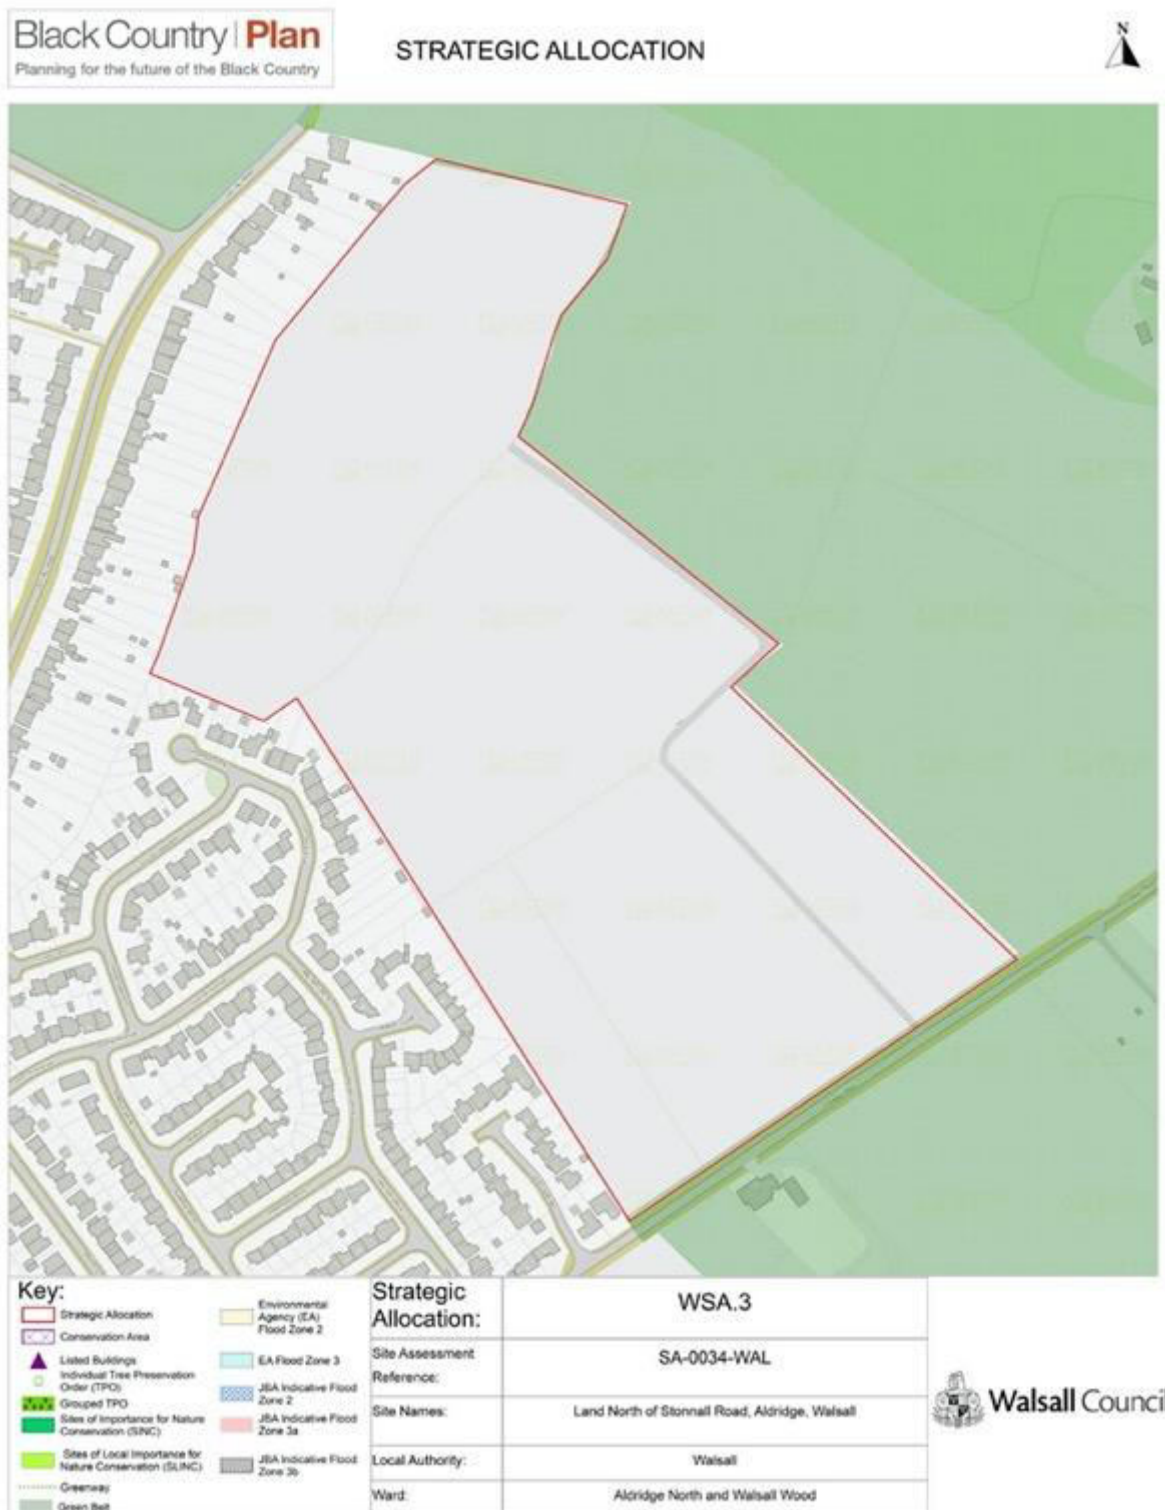 Black Country | Plan
Planning for the future of the Black Country
STRATEGIC ALLOCATION
N
Key:
Strategic Allocation
Conservation Area
Listed Buildings
Individual Tree Preservation
Order (TPO)
Grouped TPO
Sites of Importance for Nature
Conservation (SINC)
Sites of Local Importance for
Nature Conservation (SLINC)
Greenway
Green Belt
Environmental
Agency (EA)
Flood Zone 2
EA Flood Zone 3
JBA Indicative Flood
Zone 2
JBA Indicative Flood
Zone 3a
JBA Indicative Flood
Zone 3b
Strategic
Allocation:
WSA.3
Site Assessment
Reference:
SA-0034-WAL
Site Names:
Land North of Stonnall Road, Aldridge, Walsall
Local Authority:
Walsall
Ward:
Aldridge North and Walsall Wood
Walsall Council